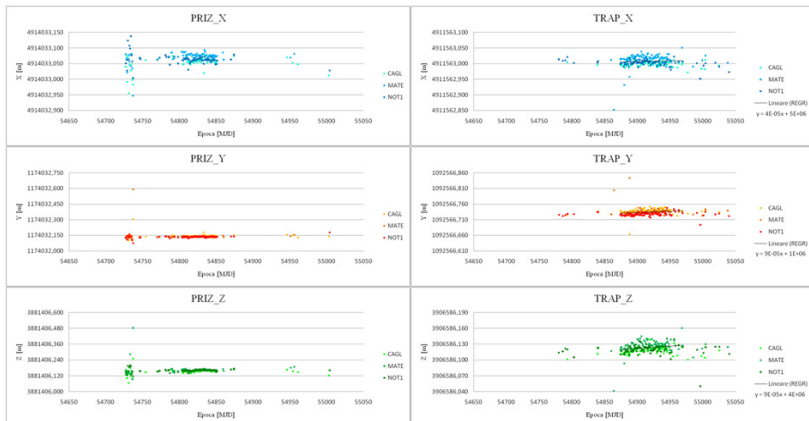 PRIZ_X
4914033,150
4914033,100
4914033,050
4914033,000
4914032,950
4914032,900
X [m]
54650 54700 54750 54800 54850 54900 54950 55000 55050
Epoca [MJD]
CAGL
MATE
NOT1
TRAP_X
4911563,100
4911563,050
4911563,000
4911562,950
4911562,900
4911562,850
X [m]
54650 54700 54750 54800 54850 54900 54950 55000 55050
Epoca [MJD]
CAGL
MATE
NOT1
Lineare (REGR)
y = 4E-05x + 5E+06
PRIZ_Y
1174032,750
1174032,600
1174032,450
1174032,300
1174032,150
1174032,000
Y [m]
54650 54700 54750 54800 54850 54900 54950 55000 55050
Epoca [MJD]
CAGL
MATE
NOT1
TRAP_Y
1092566,860
1092566,810
1092566,760
1092566,710
1092566,660
1092566,610
Y [m]
54650 54700 54750 54800 54850 54900 54950 55000 55050
Epoca [MJD]
CAGL
MATE
NOT1
Lineare (REGR)
y = 9E-05x + 1E+06
PRIZ_Z
3881406,600
3881406,480
3881406,360
3881406,240
3881406,120
3881406,000
Z [m]
54650 54700 54750 54800 54850 54900 54950 55000 55050
Epoca [MJD]
CAGL
MATE
NOT1
TRAP_Z
3906586,190
3906586,160
3906586,130
3906586,100
3906586,070
3906586,040
Z [m]
54650 54700 54750 54800 54850 54900 54950 55000 55050
Epoca [MJD]
CAGL
MATE
NOT1
Lineare (REGR)
y = 9E-05x + 4E+06